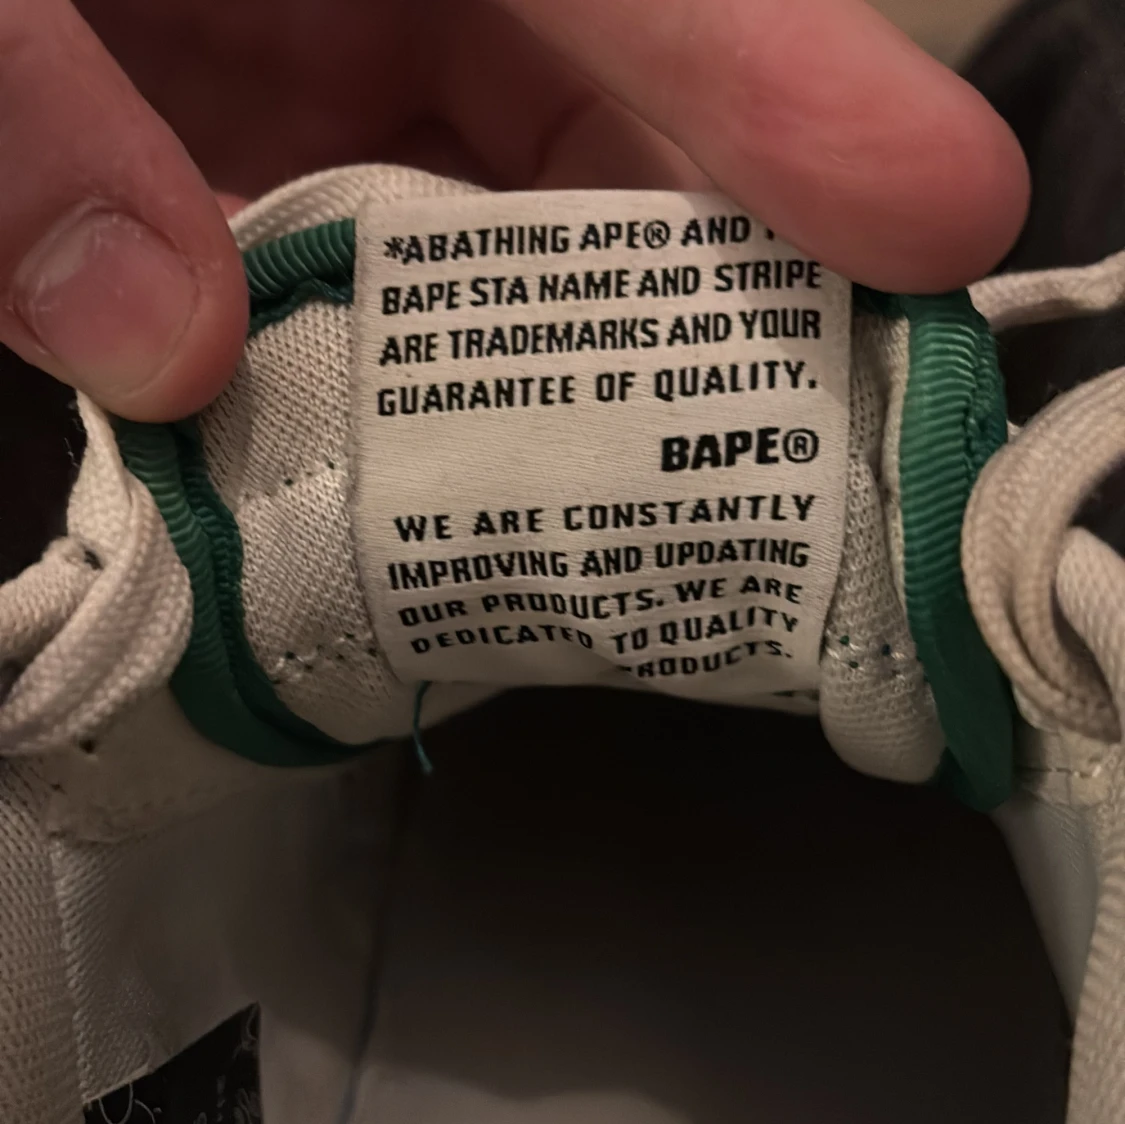 *ABATHING APE® AND
BAPE STA NAME AND STRIPE
ARE TRADEMARKS AND YOUR
GUARANTEE OF QUALITY.
BAPE®
WE ARE CONSTANTLY
IMPROVING AND UPDATING
OUR PRODUCTS. WE ARE
DEDICATED TO QUALITY
RODUCTS.